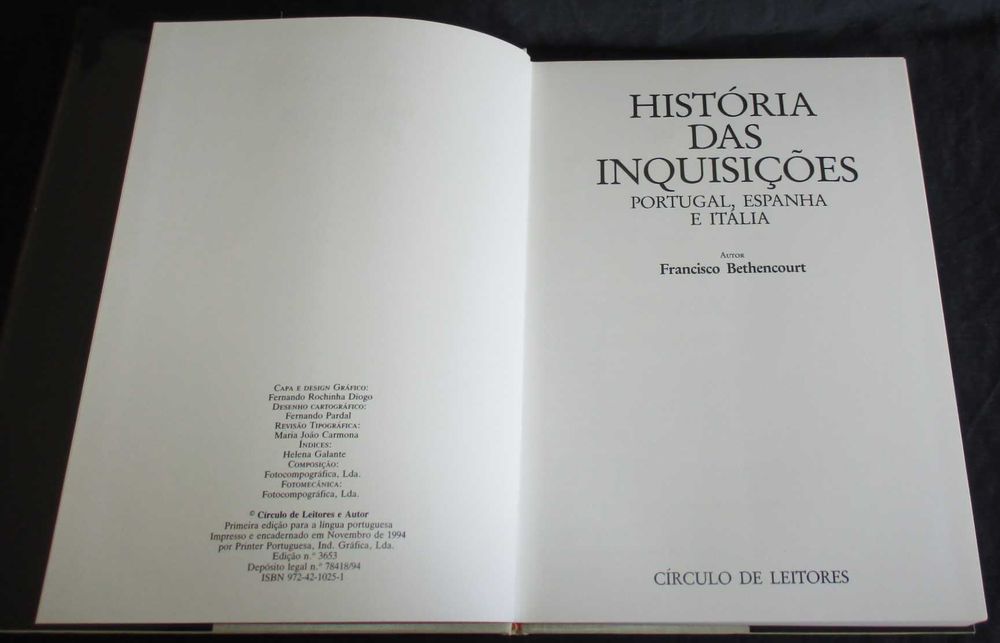 CAPA E DESIGN GRÁFICO:
Fernando Rochinha Diogo
DESENHO CARTOGRÁFICO:
Fernando Pardal
REVISÃO TIPOGRÁFICA:
Maria João Carmona
ÍNDICES:
Helena Galante
COMPOSIÇÃO:
Fotocompográfica, Lda.
FOTOMECÂNICA:
Fotocompográfica, Lda.
© Círculo de Leitores e Autor
Primeira edição para a língua portuguesa
Impresso e encadernado em Novembro de 1994
por Printer Portuguesa, Ind. Gráfica, Lda.
Edição n.° 3653
Depósito legal n.° 78418/94
ISBN 972-42-1025-1
HISTÓRIA
DAS
INQUISIÇÕES
PORTUGAL, ESPANHA
E ITÁLIA
AUTOR
Francisco Bethencourt
CÍRCULO DE LEITORES